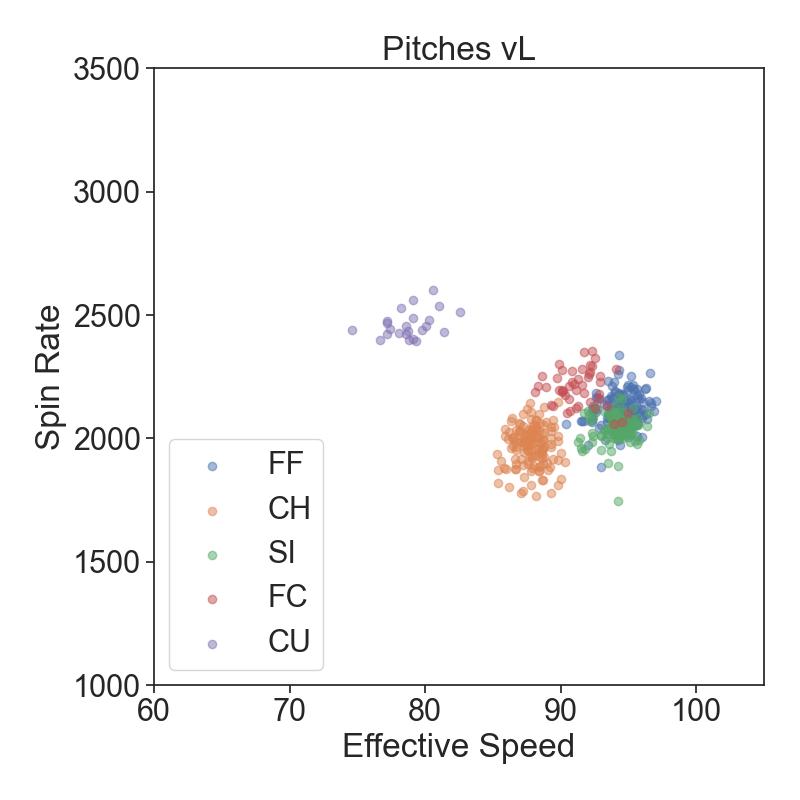 Pitches vL
3500
3000
2500
2000
1500
1000
Spin Rate
FF
CH
SI
FC
CU
60 70 80 90 100
Effective Speed